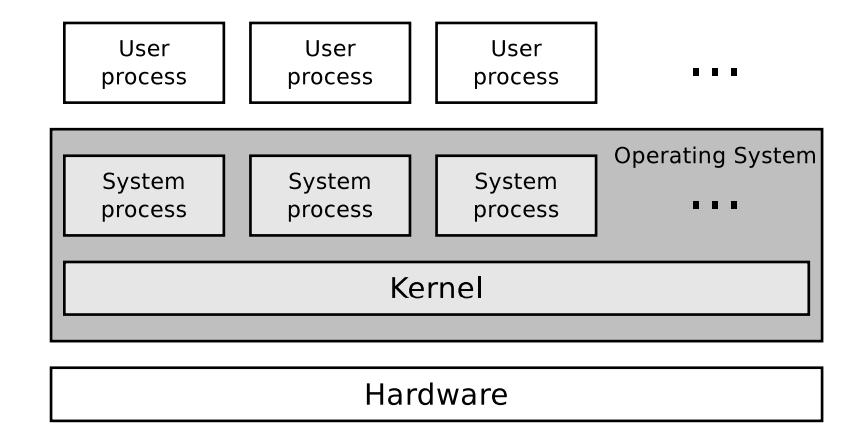 User
process
User
process
User
process
...
Operating System
System
process
System
process
System
process
...
Kernel
Hardware